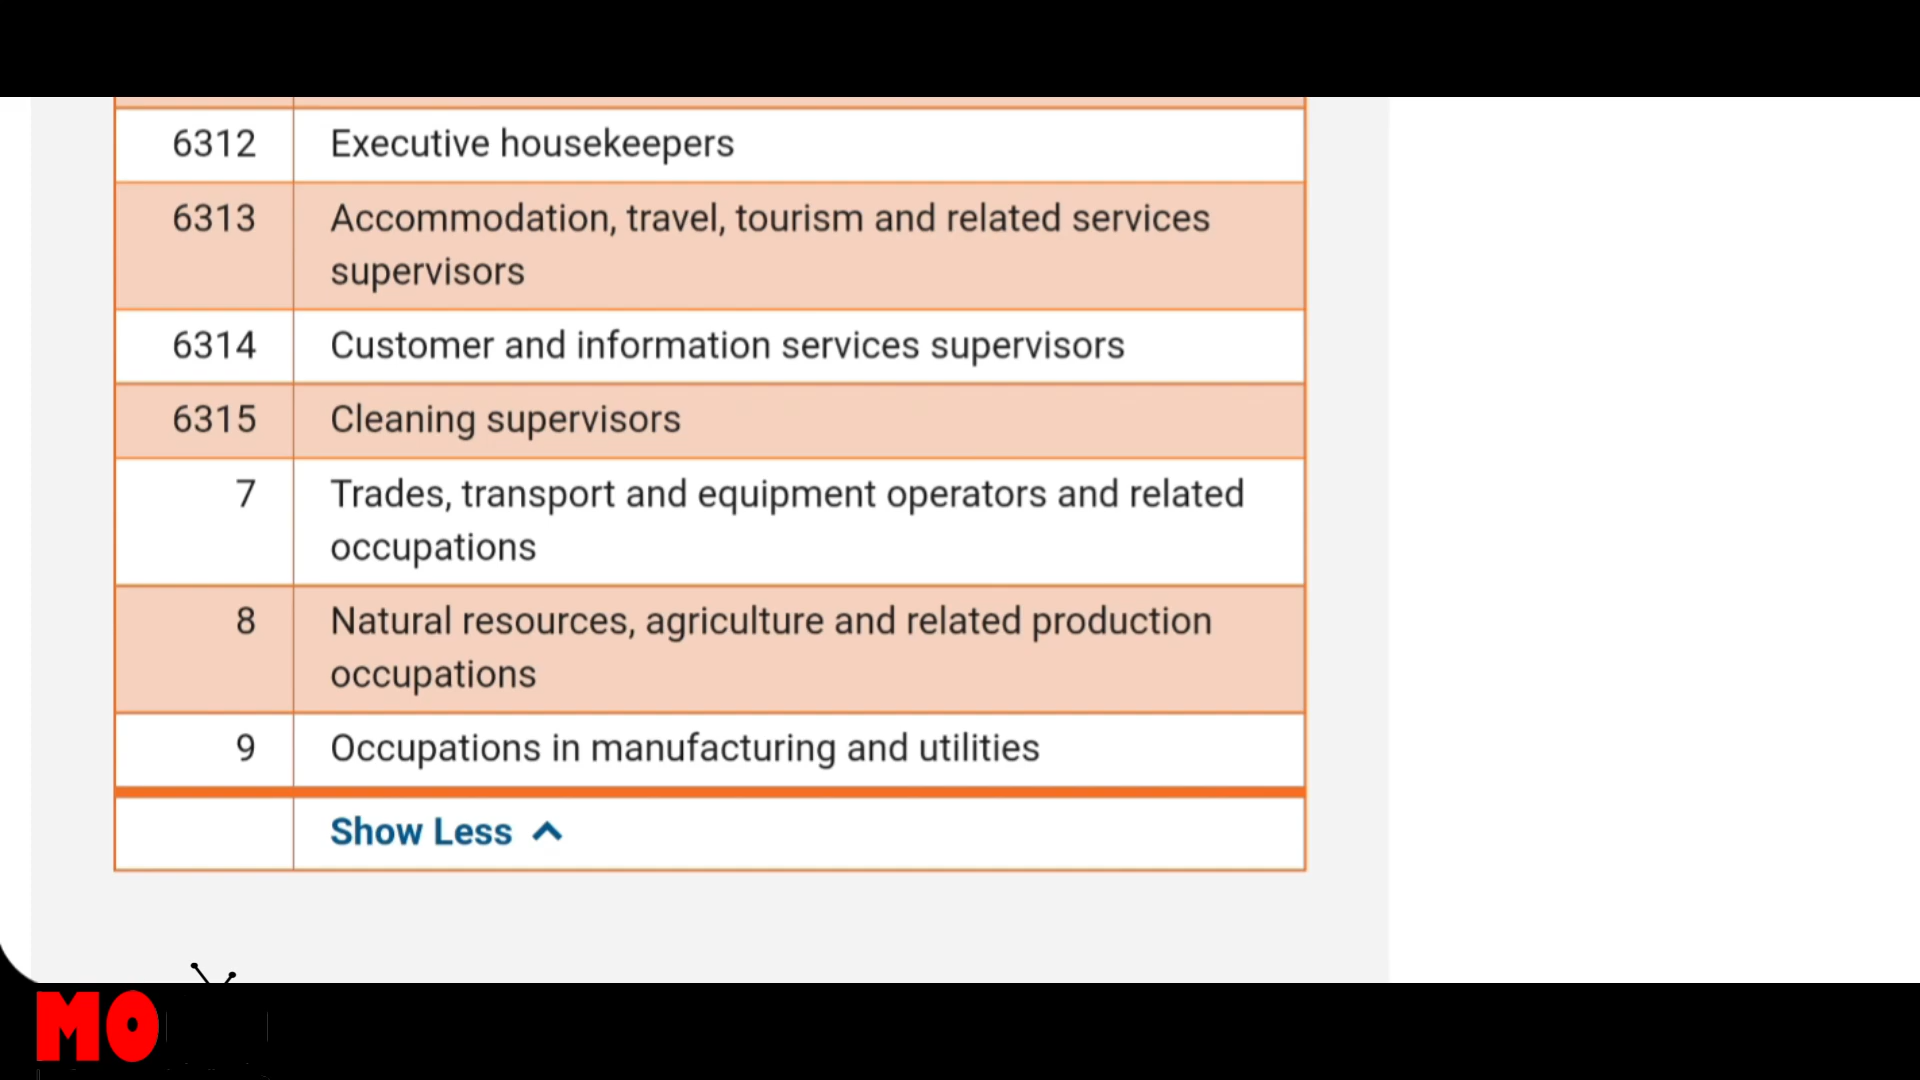 6312 Executive housekeepers
6313 Accommodation, travel, tourism and related services
supervisors
6314 Customer and information services supervisors
6315 Cleaning supervisors
7 Trades, transport and equipment operators and related
occupations
8 Natural resources, agriculture and related production
occupations
9 Occupations in manufacturing and utilities
Show Less
MO